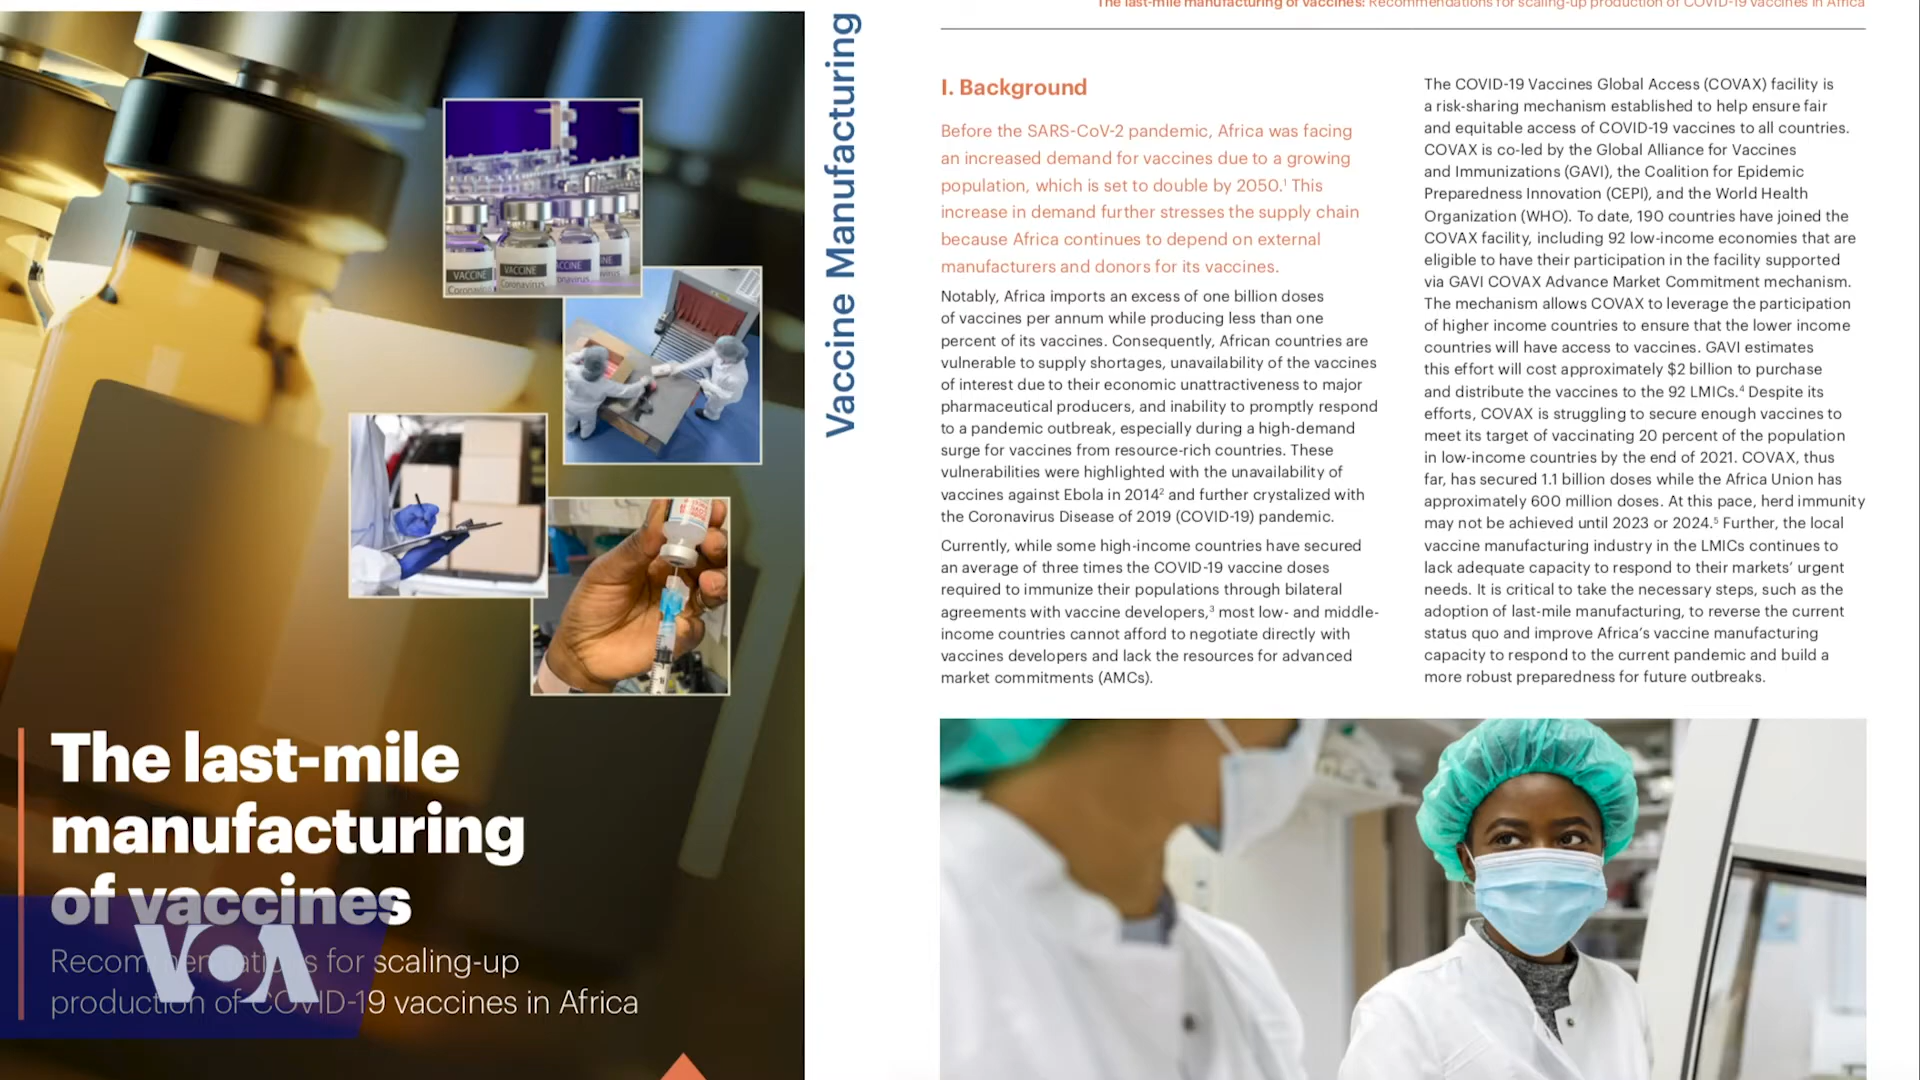 The last-mile
manufacturing
of vaccines
Recommendations for scaling-up
production of COVID-19 vaccines in Africa
VOA
VACCINE
Coronavirus
VACCINE
Coronavirus
Vaccine Manufacturing
The last-mile manufacturing of vaccines: Recommendations for scaling-up production of COVID-19 vaccines in Africa
I. Background
Before the SARS-CoV-2 pandemic, Africa was facing
an increased demand for vaccines due to a growing
population, which is set to double by 2050.¹ This
increase in demand further stresses the supply chain
because Africa continues to depend on external
manufacturers and donors for its vaccines.
Notably, Africa imports an excess of one billion doses
of vaccines per annum while producing less than one
percent of its vaccines. Consequently, African countries are
vulnerable to supply shortages, unavailability of the vaccines
of interest due to their economic unattractiveness to major
pharmaceutical producers, and inability to promptly respond
to a pandemic outbreak, especially during a high-demand
surge for vaccines from resource-rich countries. These
vulnerabilities were highlighted with the unavailability of
vaccines against Ebola in 2014² and further crystalized with
the Coronavirus Disease of 2019 (COVID-19) pandemic.
Currently, while some high-income countries have secured
an average of three times the COVID-19 vaccine doses
required to immunize their populations through bilateral
agreements with vaccine developers,³ most low- and middle-
income countries cannot afford to negotiate directly with
vaccines developers and lack the resources for advanced
market commitments (AMCs).
The COVID-19 Vaccines Global Access (COVAX) facility is
a risk-sharing mechanism established to help ensure fair
and equitable access of COVID-19 vaccines to all countries.
COVAX is co-led by the Global Alliance for Vaccines
and Immunizations (GAVI), the Coalition for Epidemic
Preparedness Innovation (CEPI), and the World Health
Organization (WHO). To date, 190 countries have joined the
COVAX facility, including 92 low-income economies that are
eligible to have their participation in the facility supported
via GAVI COVAX Advance Market Commitment mechanism.
The mechanism allows COVAX to leverage the participation
of higher income countries to ensure that the lower income
countries will have access to vaccines. GAVI estimates
this effort will cost approximately $2 billion to purchase
and distribute the vaccines to the 92 LMICs.⁴ Despite its
efforts, COVAX is struggling to secure enough vaccines to
meet its target of vaccinating 20 percent of the population
in low-income countries by the end of 2021. COVAX, thus
far, has secured 1.1 billion doses while the Africa Union has
approximately 600 million doses. At this pace, herd immunity
may not be achieved until 2023 or 2024.⁵ Further, the local
vaccine manufacturing industry in the LMICs continues to
lack adequate capacity to respond to their markets’ urgent
needs. It is critical to take the necessary steps, such as the
adoption of last-mile manufacturing, to reverse the current
status quo and improve Africa’s vaccine manufacturing
capacity to respond to the current pandemic and build a
more robust preparedness for future outbreaks.